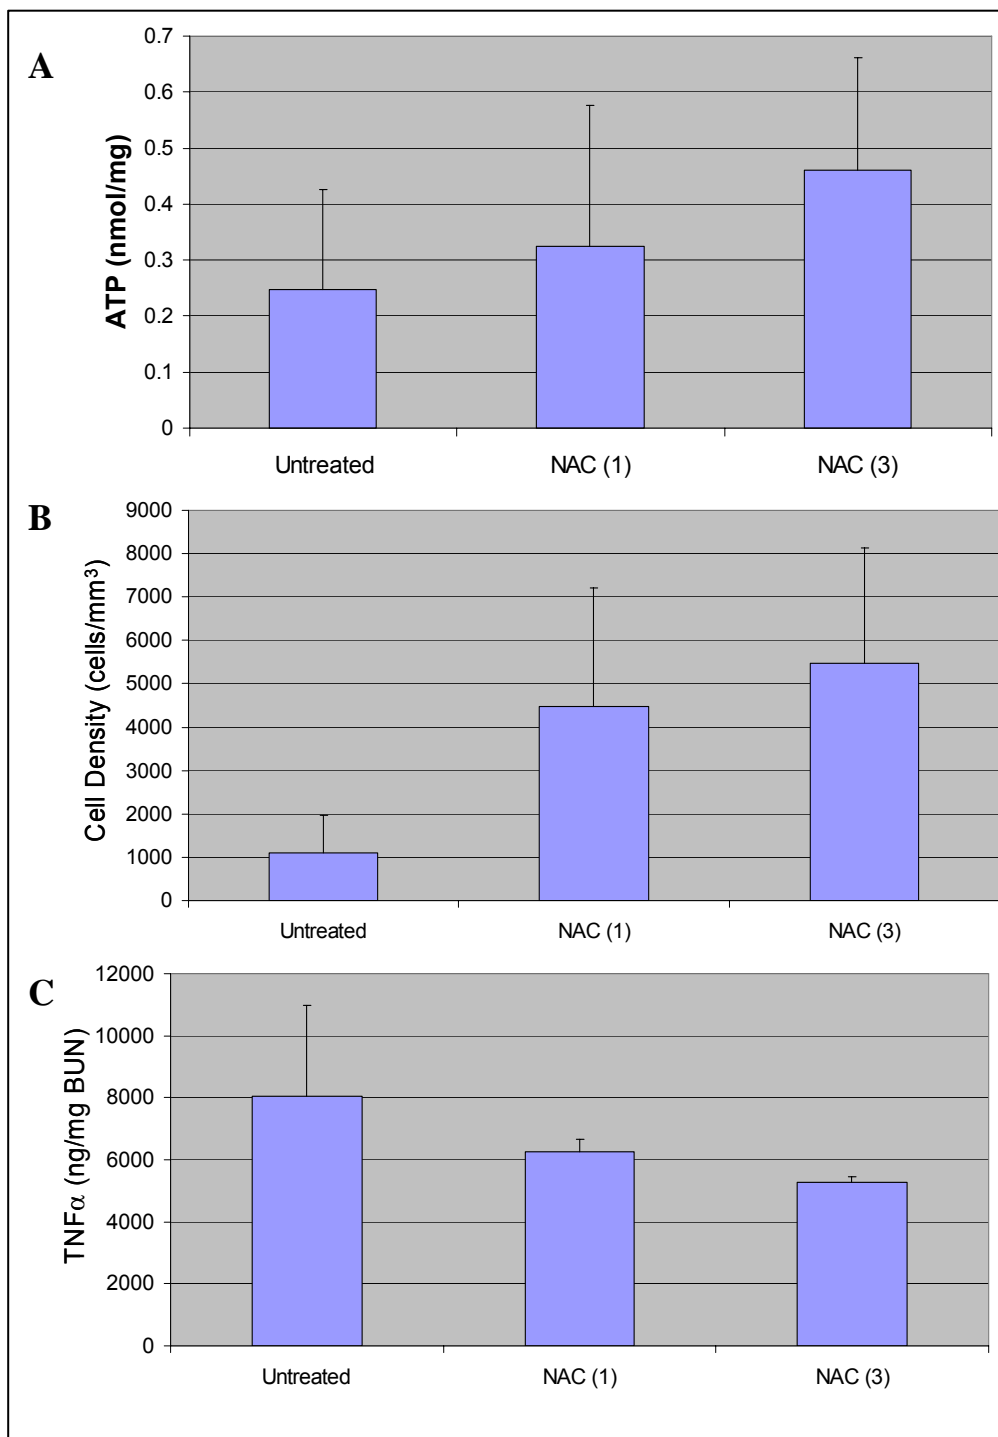 A
ATP (nmol/mg)
0.7
0.6
0.5
0.4
0.3
0.2
0.1
0
Untreated NAC (1) NAC (3)
B
Cell Density (cells/mm³)
9000
8000
7000
6000
5000
4000
3000
2000
1000
0
Untreated NAC (1) NAC (3)
C
TNFα (ng/mg BUN)
12000
10000
8000
6000
4000
2000
0
Untreated NAC (1) NAC (3)